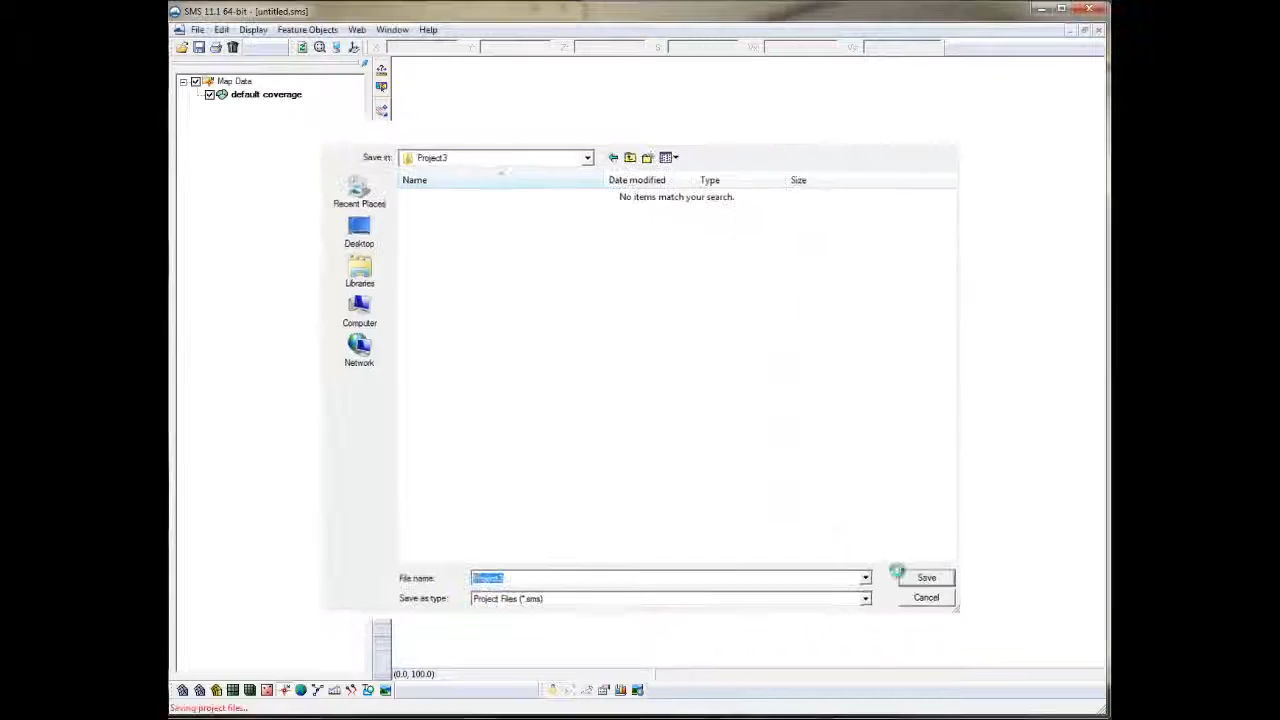 SMS 11.1 64-bit - [untitled.sms]
File Edit Display Feature Objects Web Window Help
Map Data
default coverage
Save in: Project3
Name Date modified Type Size
No items match your search.
Recent Places
Desktop
Libraries
Computer
Network
File name: Project3
Save
Save as type: Project Files (*.sms)
Cancel
(0.0, 100.0)
Saving project files...